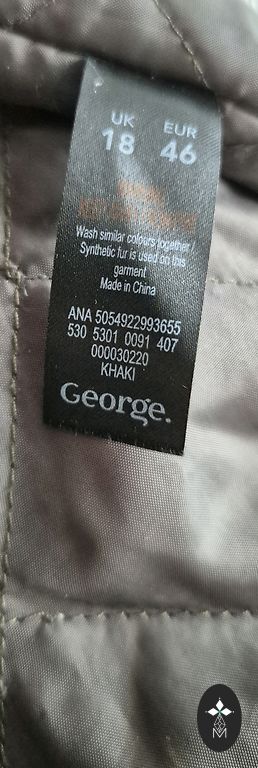 UK EUR
18 46
Wash similar colours together
Synthetic fur is used on this
garment
Made in China
ANA 5054922993655
530 5301 0091 407
000030220
KHAKI
George.
M